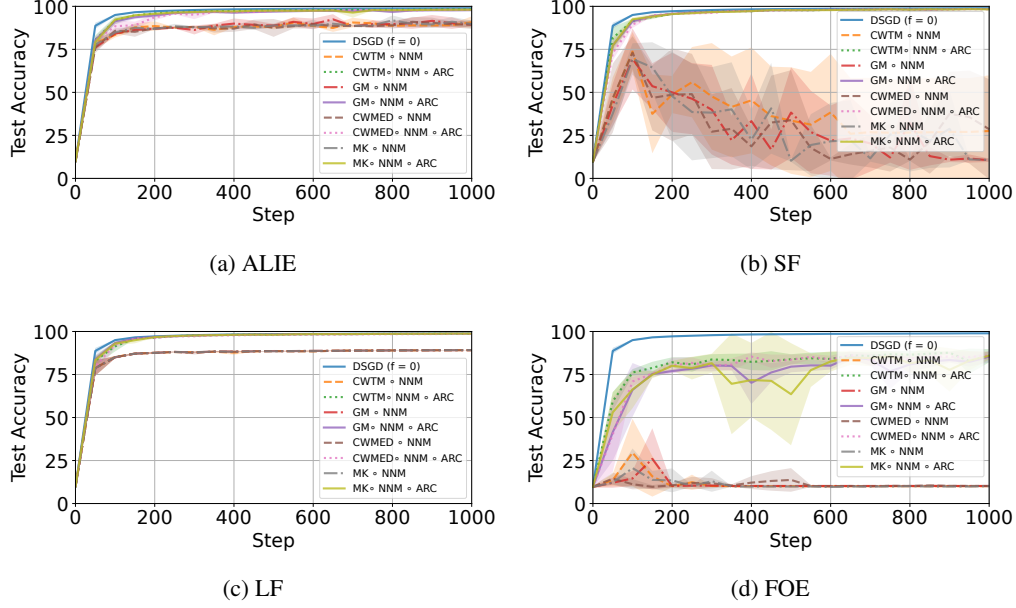 100
75
50
25
0
Test Accuracy
0
200
400
600
800
1000
Step
DSGD (f = 0)
CWTM ∘ NNM
CWTM∘ NNM ∘ ARC
GM ∘ NNM
GM∘ NNM ∘ ARC
CWMED ∘ NNM
CWMED∘ NNM ∘ ARC
MK ∘ NNM
MK∘ NNM ∘ ARC
(a) ALIE
100
75
50
25
0
Test Accuracy
0
200
400
600
800
1000
Step
DSGD (f = 0)
CWTM ∘ NNM
CWTM∘ NNM ∘ ARC
GM ∘ NNM
GM∘ NNM ∘ ARC
CWMED ∘ NNM
CWMED∘ NNM ∘ ARC
MK ∘ NNM
MK∘ NNM ∘ ARC
(b) SF
100
75
50
25
0
Test Accuracy
0
200
400
600
800
1000
Step
DSGD (f = 0)
CWTM ∘ NNM
CWTM∘ NNM ∘ ARC
GM ∘ NNM
GM∘ NNM ∘ ARC
CWMED ∘ NNM
CWMED∘ NNM ∘ ARC
MK ∘ NNM
MK∘ NNM ∘ ARC
(c) LF
100
75
50
25
0
Test Accuracy
0
200
400
600
800
1000
Step
DSGD (f = 0)
CWTM ∘ NNM
CWTM∘ NNM ∘ ARC
GM ∘ NNM
GM∘ NNM ∘ ARC
CWMED ∘ NNM
CWMED∘ NNM ∘ ARC
MK ∘ NNM
MK∘ NNM ∘ ARC
(d) FOE